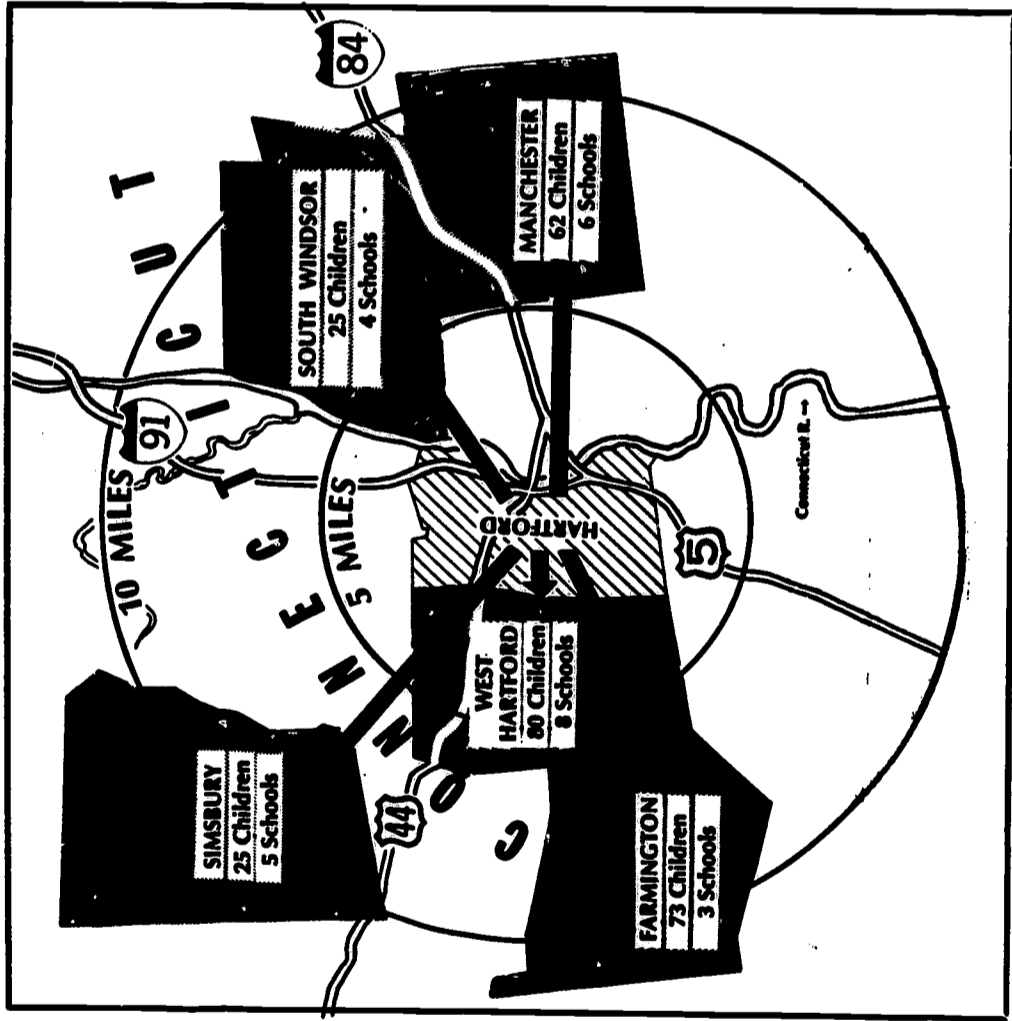 CONNECTICUT
10 MILES
5 MILES
SIMSBURY
25 Children
5 Schools
44
91
84
SOUTH WINDSOR
25 Children
4 Schools
MANCHESTER
62 Children
6 Schools
HARTFORD
WEST
HARTFORD
80 Children
8 Schools
FARMINGTON
73 Children
3 Schools
5
Connecticut R. →